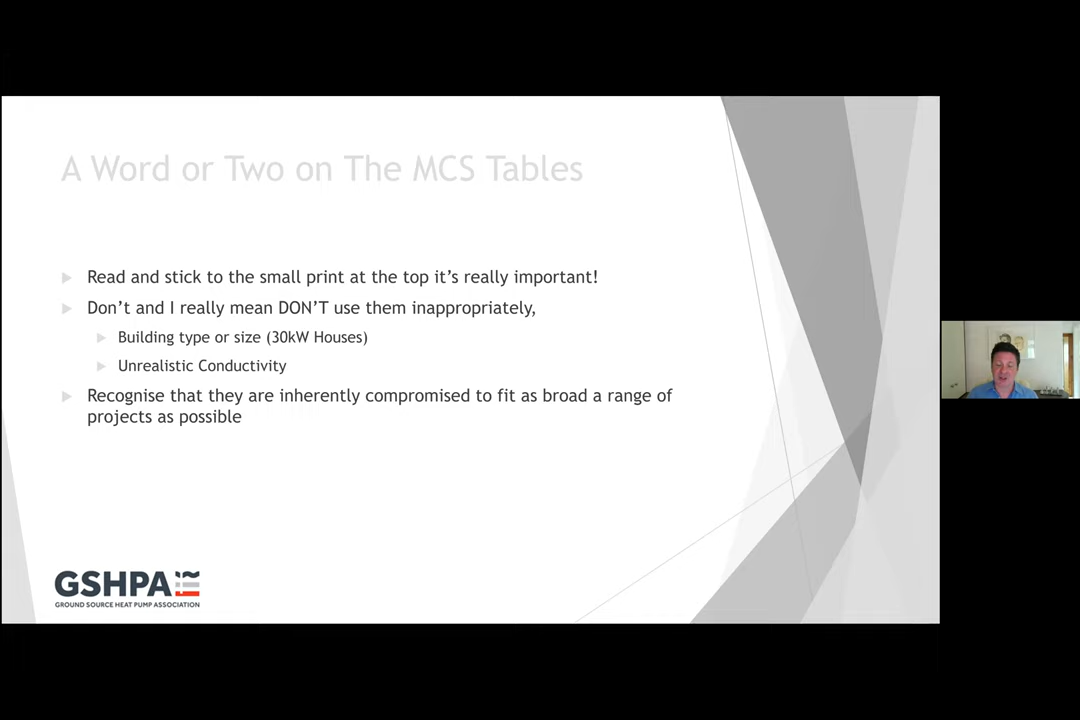 A Word or Two on The MCS Tables
Read and stick to the small print at the top it's really important!
Don't and I really mean DON'T use them inappropriately,
Building type or size (30kW Houses)
Unrealistic Conductivity
Recognise that they are inherently compromised to fit as broad a range of
projects as possible
GSHPA
GROUND SOURCE HEAT PUMP ASSOCIATION